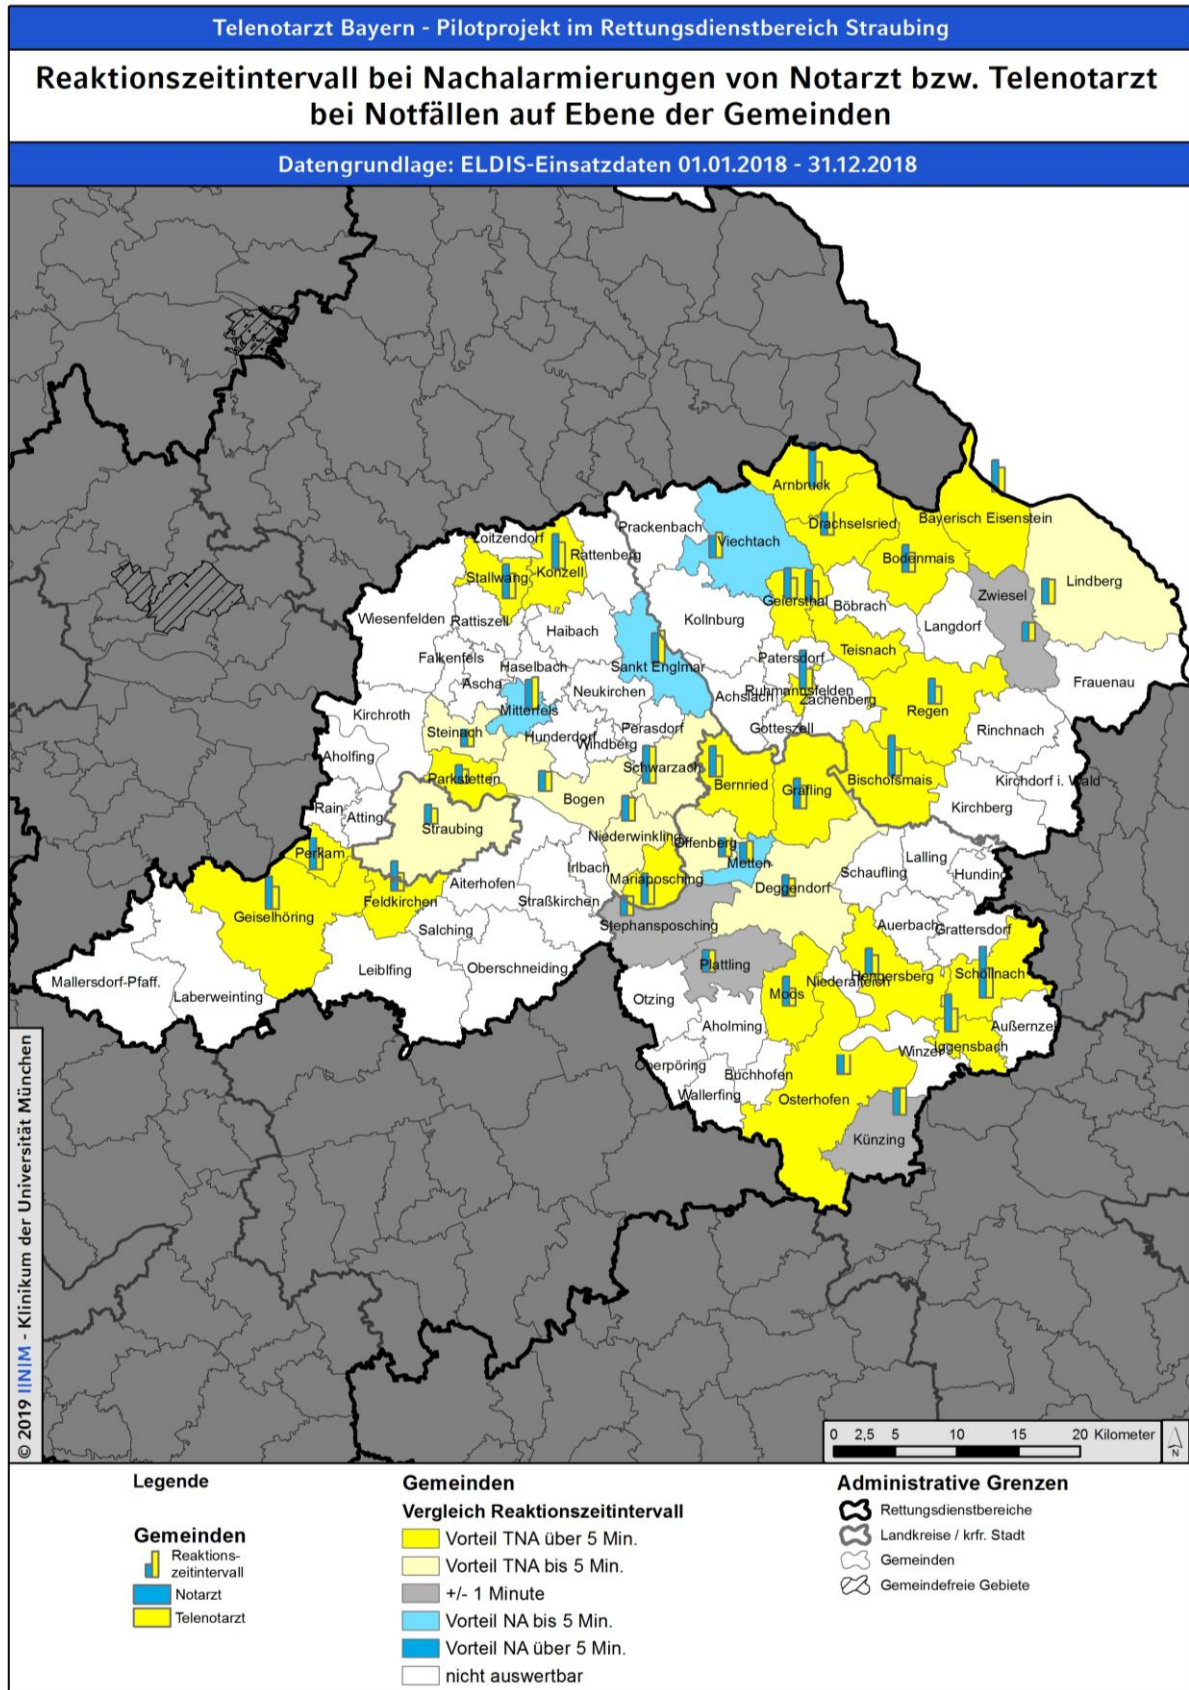 Telenotarzt Bayern - Pilotprojekt im Rettungsdienstbereich Straubing
Reaktionszeitintervall bei Nachalarmierungen von Notarzt bzw. Telenotarzt
bei Notfällen auf Ebene der Gemeinden
Datengrundlage: ELDIS-Einsatzdaten 01.01.2018 - 31.12.2018
Arnbruck
Drachselsried
Bayerisch Eisenstein
Prackenbach
Viechtach
Bodenmais
Lindberg
Zwiesel
Konzell
Rattenberg
Stallwang
Geiersthal
Böbrach
Langdorf
Wiesenfelden
Rattiszell
Haibach
Kollnburg
Teisnach
Falkenfels
Haselbach
Sankt Englmar
Patersdorf
Frauenau
Ascha
Neukirchen
Achslach
Ruhmannsfelden
Zachenberg
Regen
Mitterfels
Kirchroth
Steinach
Hunderdorf
Windberg
Perasdorf
Gotteszell
Rinchnach
Aholfing
Schwarzach
Parkstetten
Bernried
Grafling
Bischofsmais
Kirchdorf i. Wald
Rain
Atting
Bogen
Kirchberg
Straubing
Niederwinkling
Offenberg
Metten
Perkam
Irlbach
Mariaposching
Deggendorf
Schaufling
Lalling
Hunding
Geiselhöring
Feldkirchen
Aiterhofen
Straßkirchen
Salching
Stephansposching
Auerbach
Grattersdorf
Mallersdorf-Pfaff.
Laberweinting
Leiblfing
Oberschneiding
Plattling
Niederalteich
Hengersberg
Schöllnach
Otzing
Moos
Aholming
Außernzell
Winzer
Iggensbach
Oberpöring
Buchhofen
Wallerfing
Osterhofen
Künzing
© 2019 IINIM - Klinikum der Universität München
0 2,5 5 10 15 20 Kilometer
N
Legende
Gemeinden
Reaktions-
zeitintervall
Notarzt
Telenotarzt
Gemeinden
Vergleich Reaktionszeitintervall
Vorteil TNA über 5 Min.
Vorteil TNA bis 5 Min.
+/- 1 Minute
Vorteil NA bis 5 Min.
Vorteil NA über 5 Min.
nicht auswertbar
Administrative Grenzen
Rettungsdienstbereiche
Landkreise / krfr. Stadt
Gemeinden
Gemeindefreie Gebiete